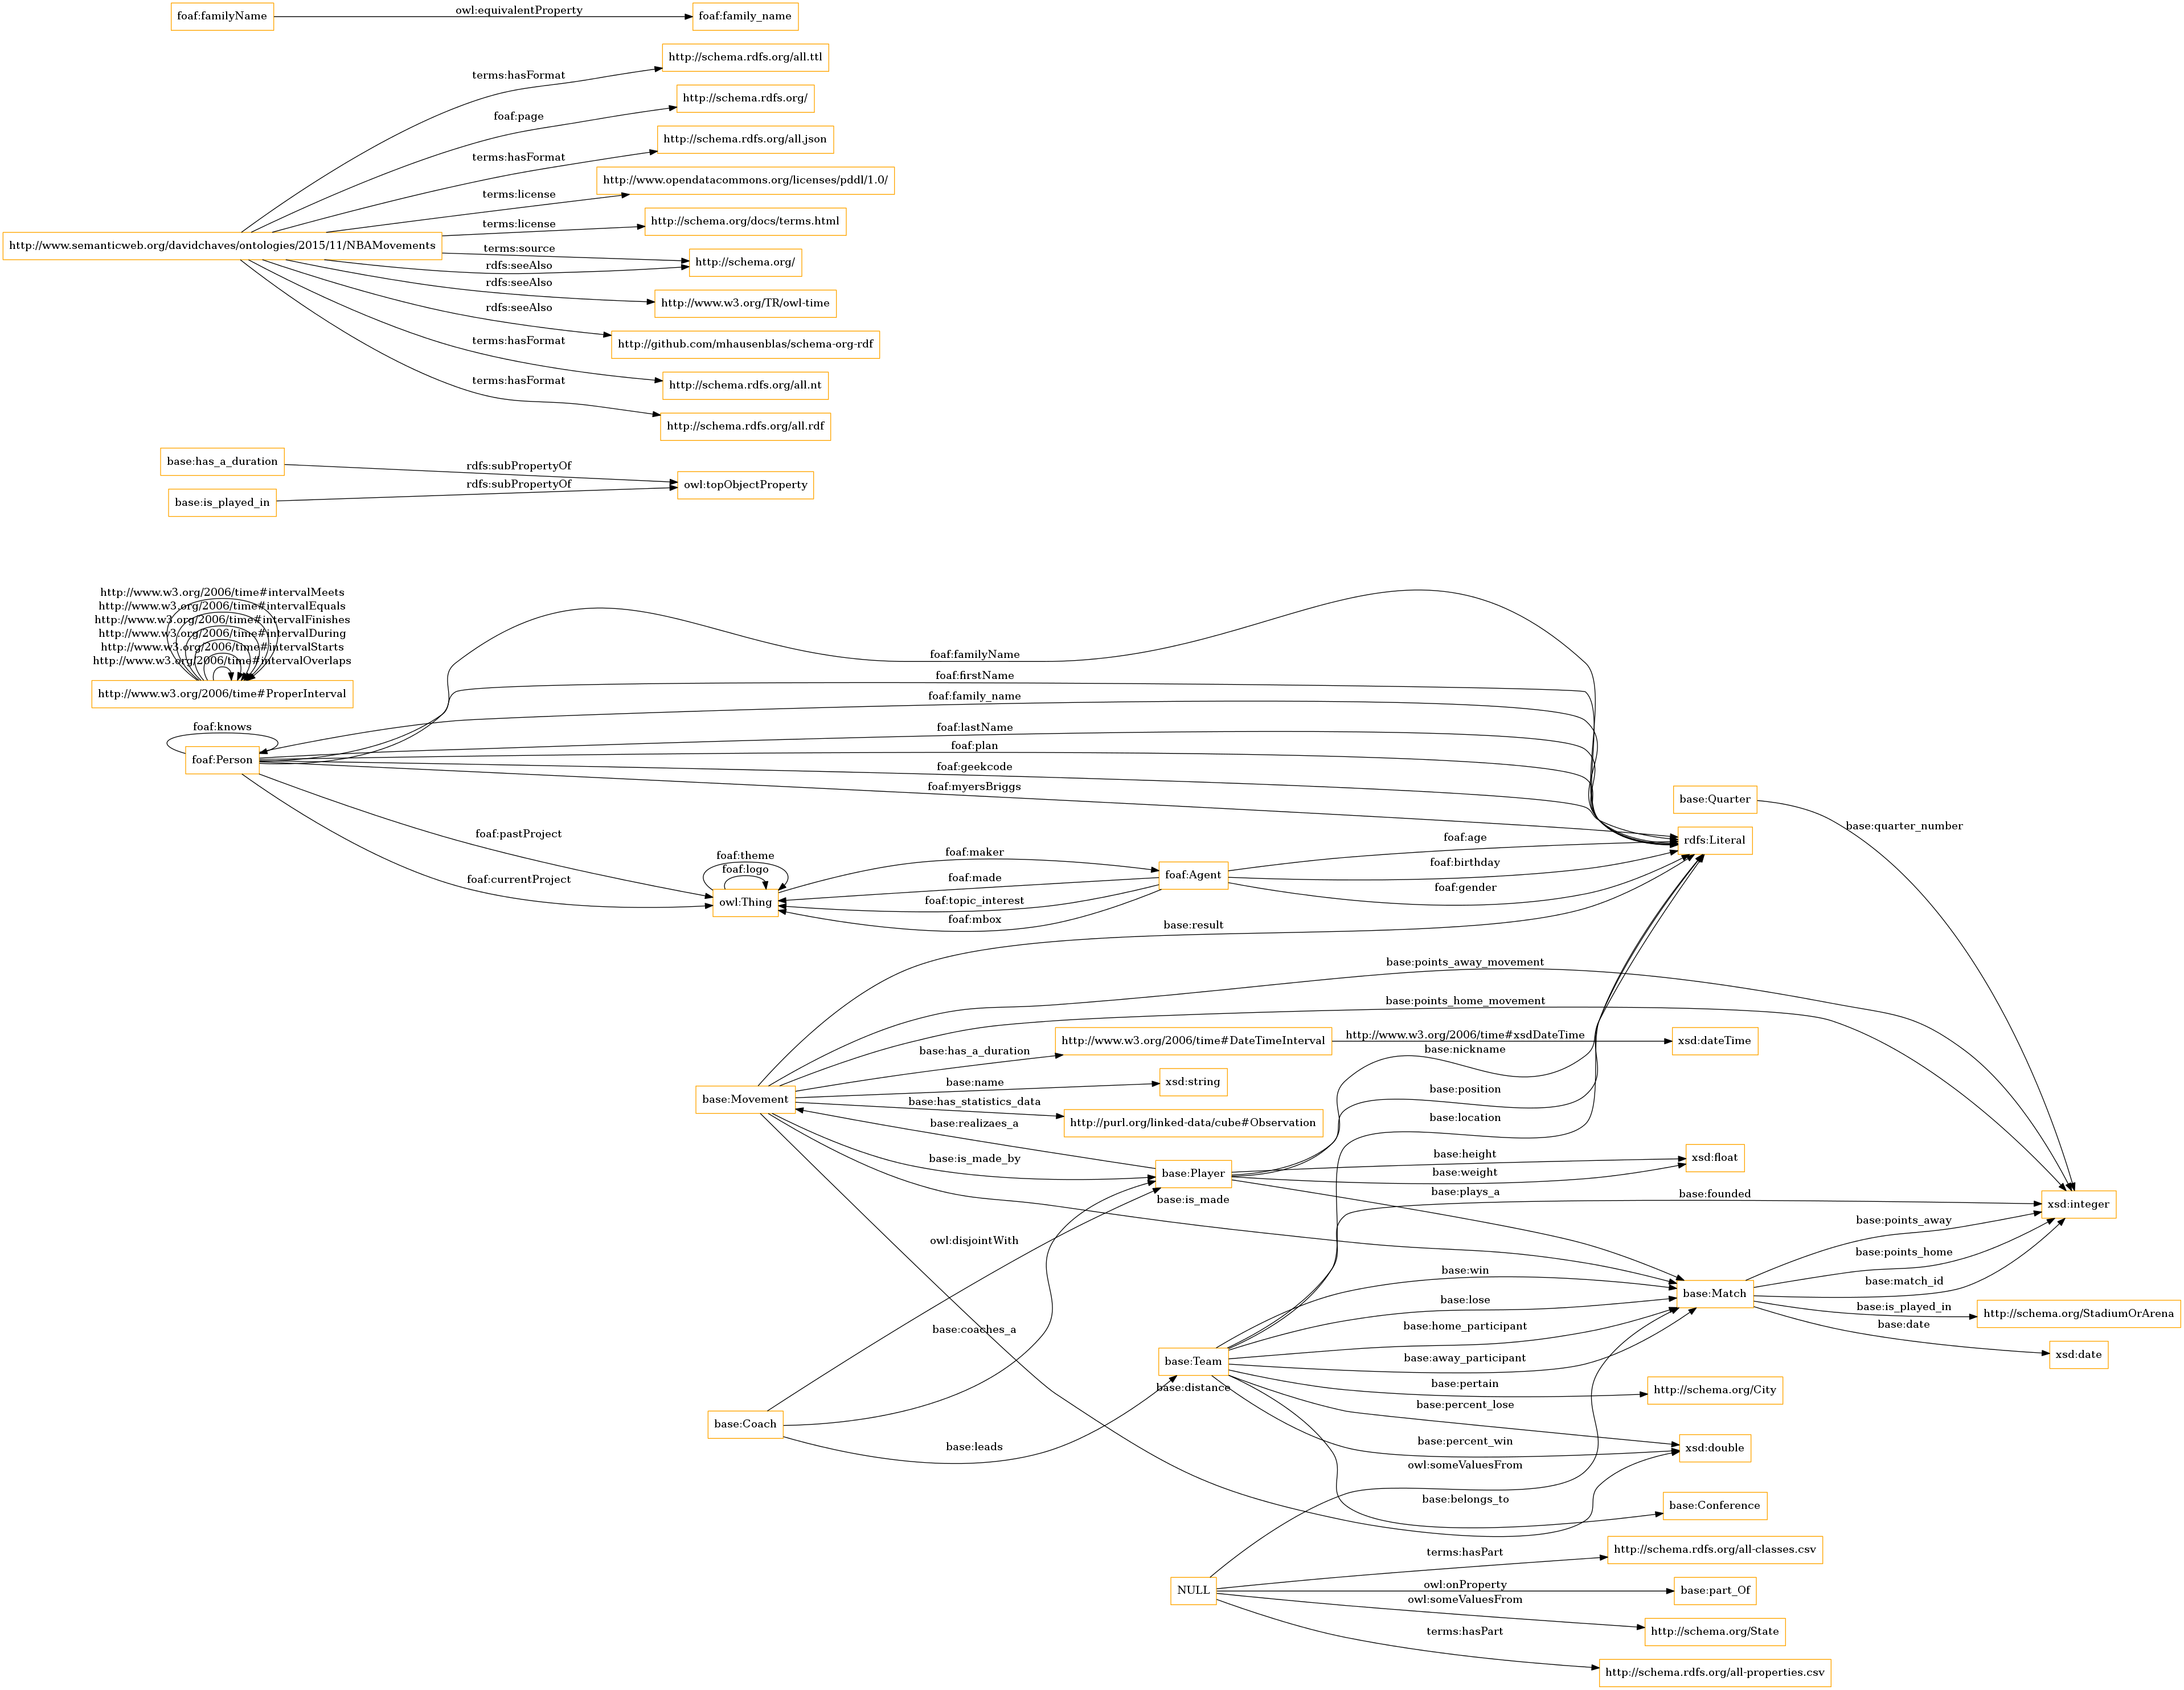 foaf:familyName
owl:equivalentProperty
foaf:family_name
http://schema.rdfs.org/all.ttl
terms:hasFormat
http://schema.rdfs.org/
foaf:page
http://schema.rdfs.org/all.json
terms:hasFormat
http://www.opendatacommons.org/licenses/pddl/1.0/
terms:license
http://schema.org/docs/terms.html
terms:license
http://www.semanticweb.org/davidchaves/ontologies/2015/11/NBAMovements
terms:source
http://schema.org/
rdfs:seeAlso
rdfs:seeAlso
http://www.w3.org/TR/owl-time
rdfs:seeAlso
http://github.com/mhausenblas/schema-org-rdf
terms:hasFormat
http://schema.rdfs.org/all.nt
terms:hasFormat
http://schema.rdfs.org/all.rdf
base:has_a_duration
rdfs:subPropertyOf
owl:topObjectProperty
rdfs:subPropertyOf
base:is_played_in
http://www.w3.org/2006/time#intervalMeets
http://www.w3.org/2006/time#intervalEquals
http://www.w3.org/2006/time#intervalFinishes
http://www.w3.org/2006/time#intervalDuring
http://www.w3.org/2006/time#intervalStarts
http://www.w3.org/2006/time#intervalOverlaps
http://www.w3.org/2006/time#ProperInterval
foaf:familyName
foaf:firstName
foaf:family_name
foaf:knows
foaf:lastName
foaf:plan
foaf:Person
foaf:geekcode
foaf:myersBriggs
base:Quarter
base:quarter_number
rdfs:Literal
foaf:pastProject
foaf:currentProject
foaf:theme
foaf:logo
owl:Thing
foaf:maker
foaf:made
foaf:topic_interest
foaf:mbox
foaf:Agent
foaf:age
foaf:birthday
foaf:gender
base:result
base:points_away_movement
base:points_home_movement
http://www.w3.org/2006/time#DateTimeInterval
http://www.w3.org/2006/time#xsdDateTime
xsd:dateTime
base:has_a_duration
base:nickname
base:Movement
base:name
xsd:string
base:position
base:has_statistics_data
http://purl.org/linked-data/cube#Observation
base:location
base:realizaes_a
base:is_made_by
base:Player
base:height
xsd:float
base:weight
base:plays_a
base:founded
base:is_made
xsd:integer
base:points_away
owl:disjointWith
base:points_home
base:win
base:match_id
base:Match
base:lose
base:is_played_in
http://schema.org/StadiumOrArena
base:coaches_a
base:home_participant
base:date
base:Team
base:away_participant
xsd:date
base:distance
base:pertain
http://schema.org/City
base:percent_lose
base:Coach
base:leads
base:percent_win
xsd:double
owl:someValuesFrom
base:belongs_to
base:Conference
terms:hasPart
http://schema.rdfs.org/all-classes.csv
NULL
owl:onProperty
base:part_Of
owl:someValuesFrom
http://schema.org/State
terms:hasPart
http://schema.rdfs.org/all-properties.csv